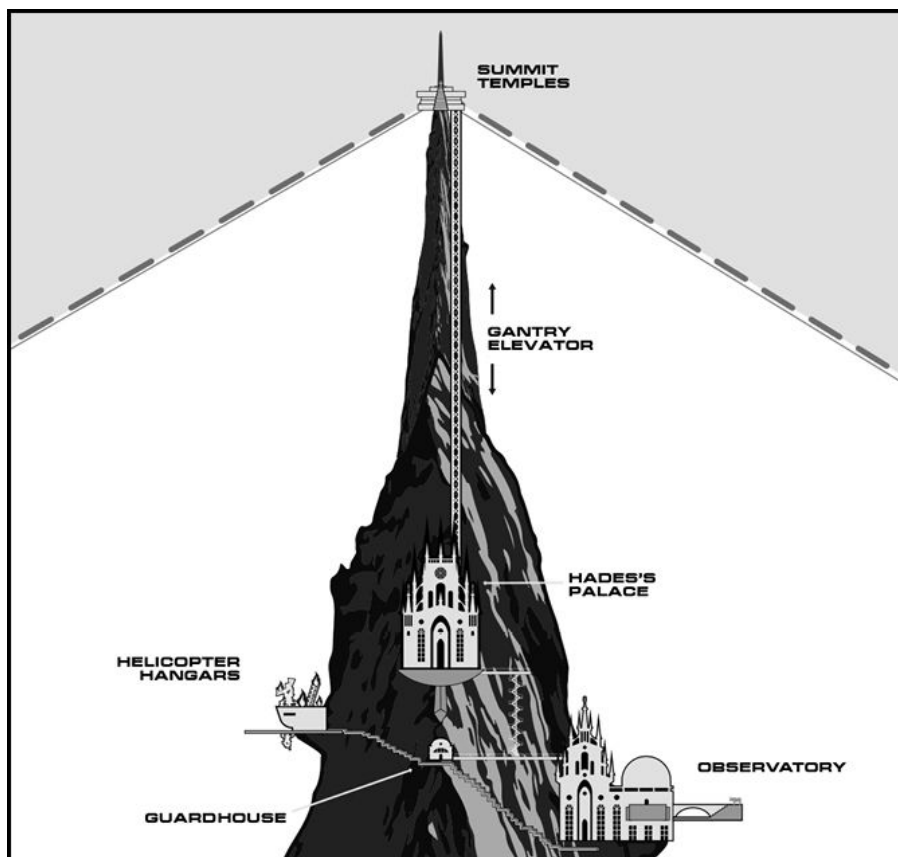 SUMMIT
TEMPLES
GANTRY
ELEVATOR
HADES'S
PALACE
HELICOPTER
HANGARS
OBSERVATORY
GUARDHOUSE